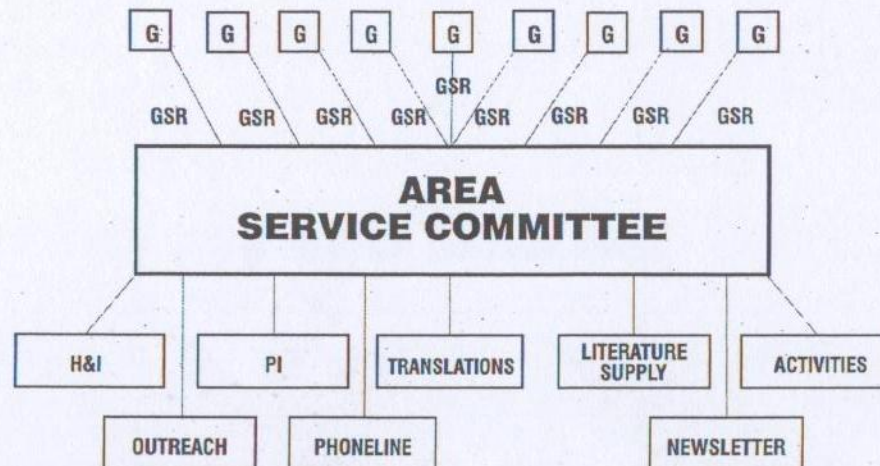 G G G G G G G G G
GSR
GSR GSR GSR GSR GSR GSR GSR GSR
AREA
SERVICE COMMITTEE
H&I PI TRANSLATIONS LITERATURE SUPPLY ACTIVITIES
OUTREACH PHONELINE NEWSLETTER